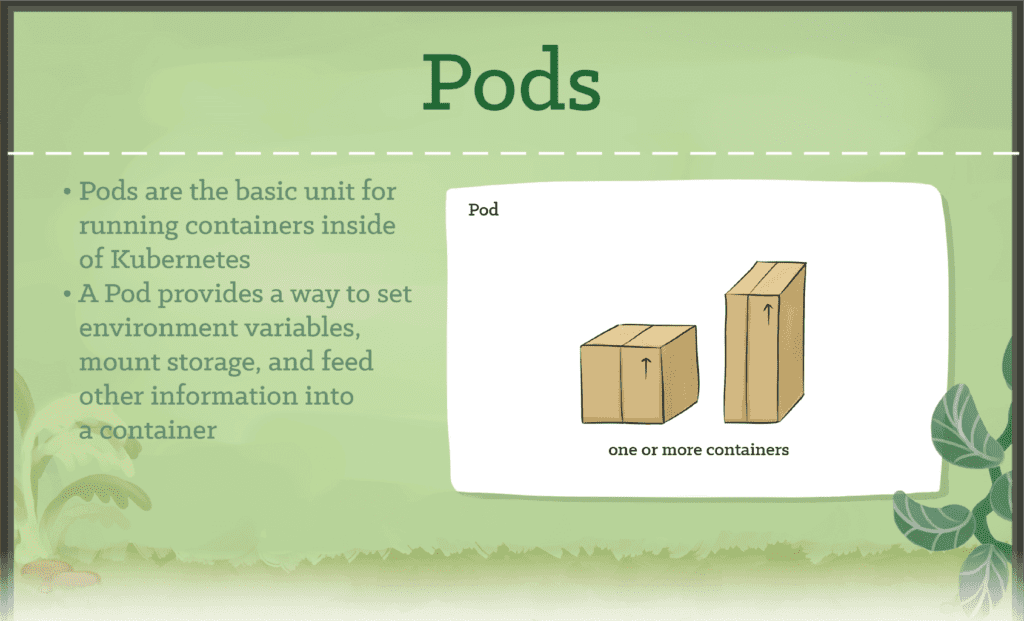 Pods
• Pods are the basic unit for
running containers inside
of Kubernetes
• A Pod provides a way to set
environment variables,
mount storage, and feed
other information into
a container
Pod
one or more containers